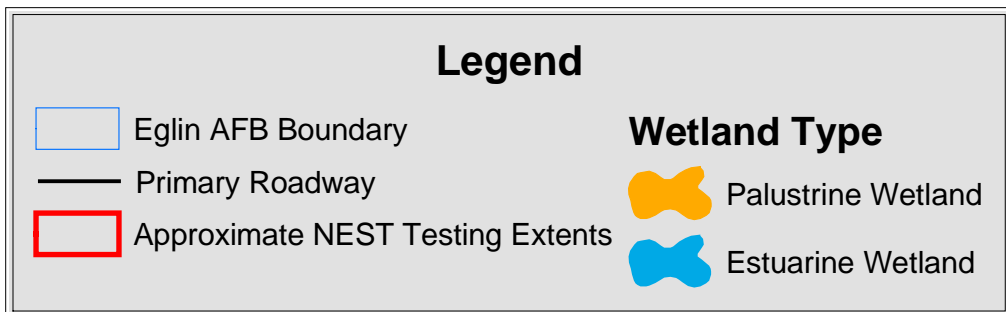 Legend
Eglin AFB Boundary
Primary Roadway
Approximate NEST Testing Extents
Wetland Type
Palustrine Wetland
Estuarine Wetland